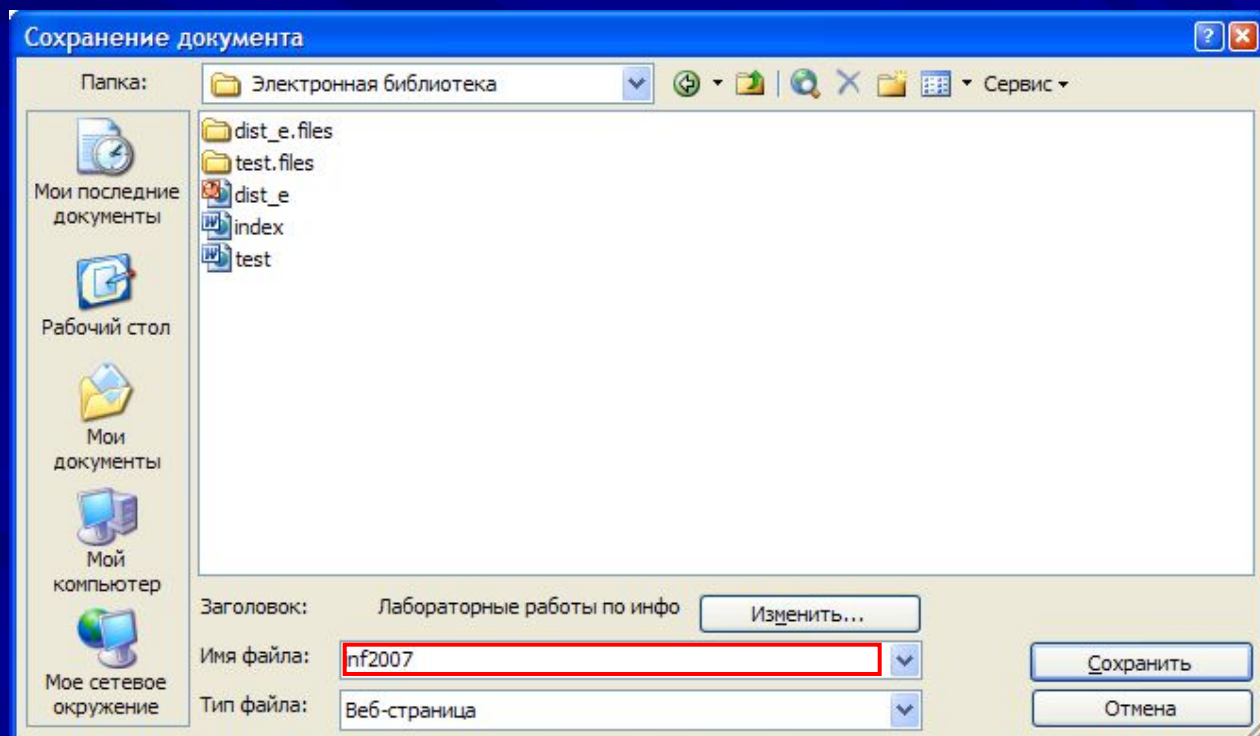 Сохранение документа
Папка:
Электронная библиотека
Сервис
Мои последние
документы
Рабочий стол
Мои
документы
Мой
компьютер
Мое сетевое
окружение
dist_e.files
test.files
dist_e
index
test
Заголовок:
Лабораторные работы по инфо
Изменить...
Имя файла:
nf2007
Сохранить
Тип файла:
Веб-страница
Отмена